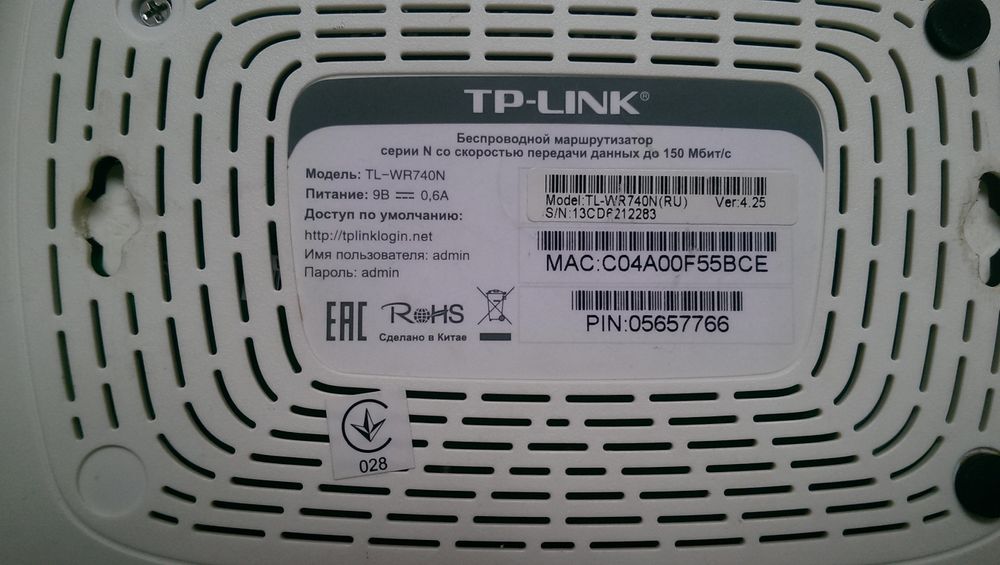 TP-LINK®
Беспроводной маршрутизатор
серии N со скоростью передачи данных до 150 Мбит/с
Модель: TL-WR740N
Питание: 9В ⎓ 0,6A
Доступ по умолчанию:
http://tplinklogin.net
Имя пользователя: admin
Пароль: admin
EAC RoHS
Сделано в Китае
Model:TL-WR740N(RU) Ver:4.25
S/N:13CD6212283
MAC:C04A00F55BCE
PIN:05657766
028